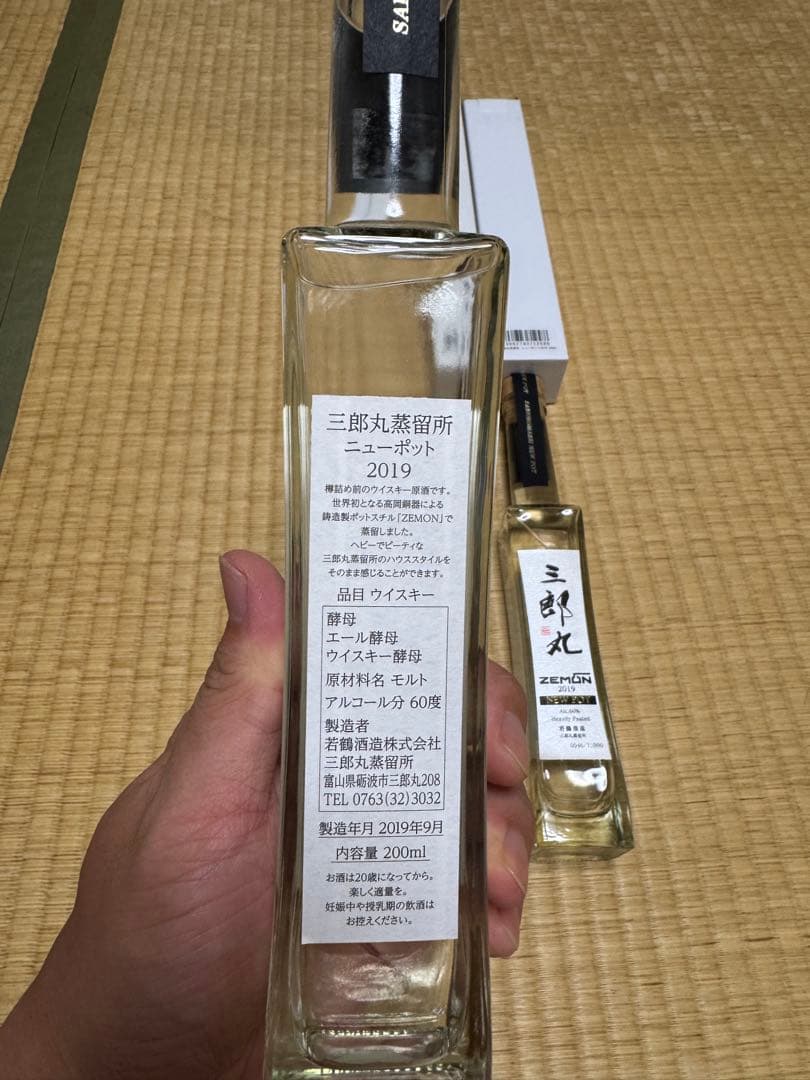 SA
三郎丸蒸留所
ニューポット
2019
樽詰め前のウイスキー原酒です。
世界初となる高岡銅器による
鋳造製ポットスチル「ZEMON」で
蒸留しました。
ヘビーでピーティな
三郎丸蒸留所のハウススタイルを
そのまま感じることができます。
品目 ウイスキー
酵母
エール酵母
ウイスキー酵母
原材料名 モルト
アルコール分 60度
製造者
若鶴酒造株式会社
三郎丸蒸留所
富山県砺波市三郎丸208
TEL 0763(32)3032
製造年月 2019年9月
内容量 200ml
お酒は20歳になってから。
楽しく適量を。
妊娠中や授乳期の飲酒は
お控えください。
三郎丸
ZEMON
2019
NEW POT
Alc.60%
Heavily Peated
三郎丸蒸留所